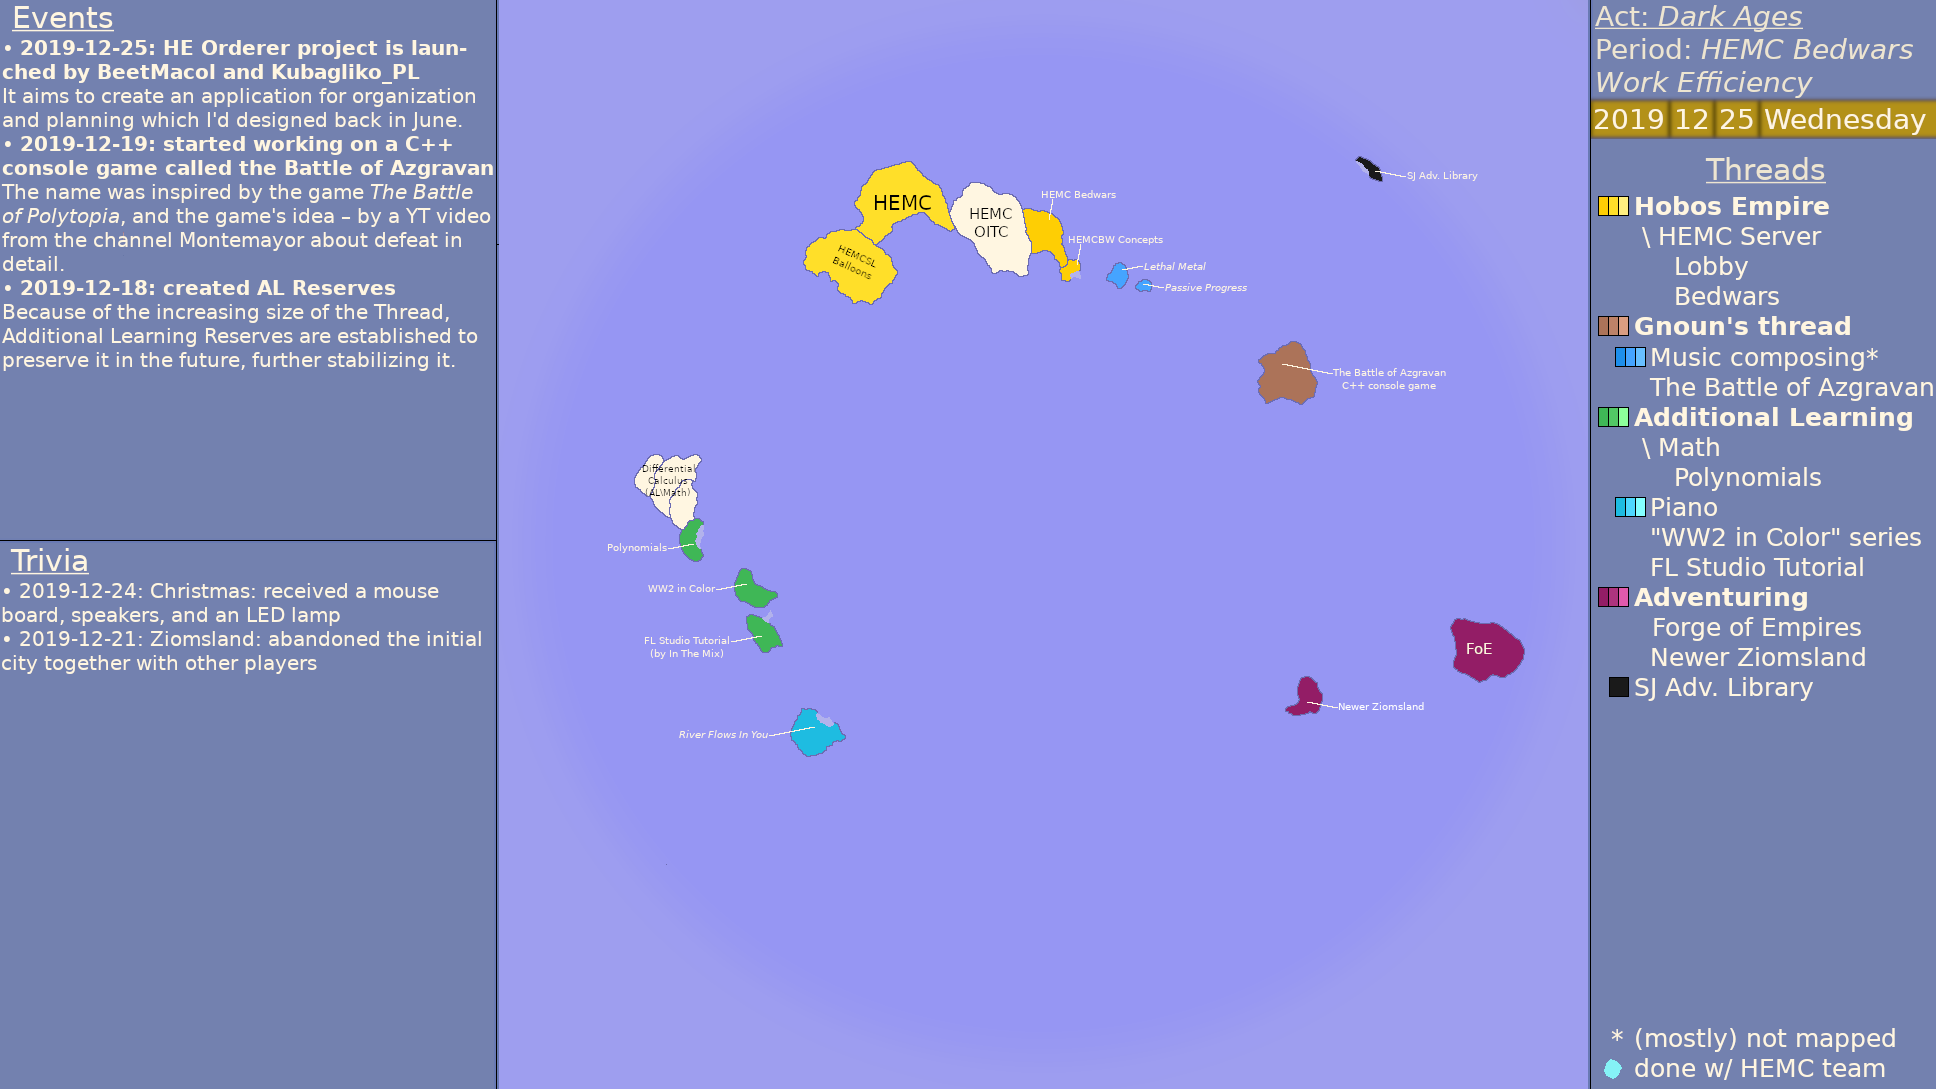 Events
• 2019-12-25: HE Orderer project is laun-
ched by BeetMacol and Kubagliko_PL
It aims to create an application for organization
and planning which I'd designed back in June.
• 2019-12-19: started working on a C++
console game called the Battle of Azgravan
The name was inspired by the game The Battle
of Polytopia, and the game's idea – by a YT video
from the channel Montemayor about defeat in
detail.
• 2019-12-18: created AL Reserves
Because of the increasing size of the Thread,
Additional Learning Reserves are established to
preserve it in the future, further stabilizing it.
Trivia
• 2019-12-24: Christmas: received a mouse
board, speakers, and an LED lamp
• 2019-12-21: Ziomsland: abandoned the initial
city together with other players
HEMC
HEMCSL
Balloons
HEMC
OITC
HEMC Bedwars
HEMCBW Concepts
Lethal Metal
Passive Progress
SJ Adv. Library
The Battle of Azgravan
C++ console game
Differential
Calculus
(AL\Math)
Polynomials
WW2 in Color
FL Studio Tutorial
(by In The Mix)
River Flows In You
FoE
Newer Ziomsland
Act: Dark Ages
Period: HEMC Bedwars
Work Efficiency
2019 12 25 Wednesday
Threads
Hobos Empire
\ HEMC Server
Lobby
Bedwars
Gnoun's thread
Music composing*
The Battle of Azgravan
Additional Learning
\ Math
Polynomials
Piano
"WW2 in Color" series
FL Studio Tutorial
Adventuring
Forge of Empires
Newer Ziomsland
SJ Adv. Library
* (mostly) not mapped
done w/ HEMC team